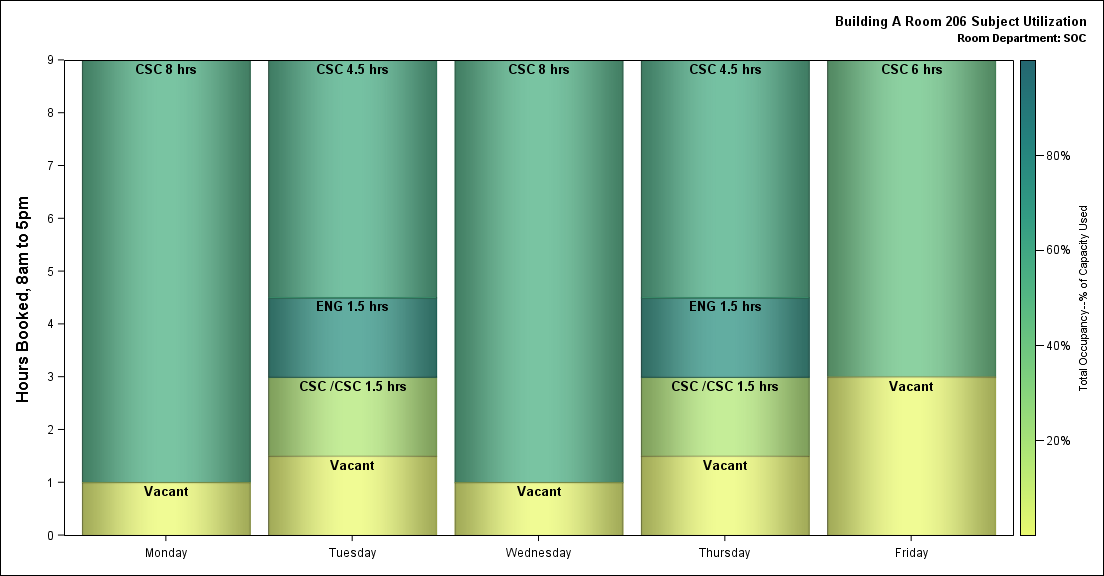 Building A Room 206 Subject Utilization
Room Department: SOC
Hours Booked, 8am to 5pm
9
8
7
6
5
4
3
2
1
0
CSC 8 hrs
Vacant
CSC 4.5 hrs
ENG 1.5 hrs
CSC /CSC 1.5 hrs
Vacant
CSC 8 hrs
Vacant
CSC 4.5 hrs
ENG 1.5 hrs
CSC /CSC 1.5 hrs
Vacant
CSC 6 hrs
Vacant
Monday
Tuesday
Wednesday
Thursday
Friday
80%
60%
40%
20%
Total Occupancy--% of Capacity Used